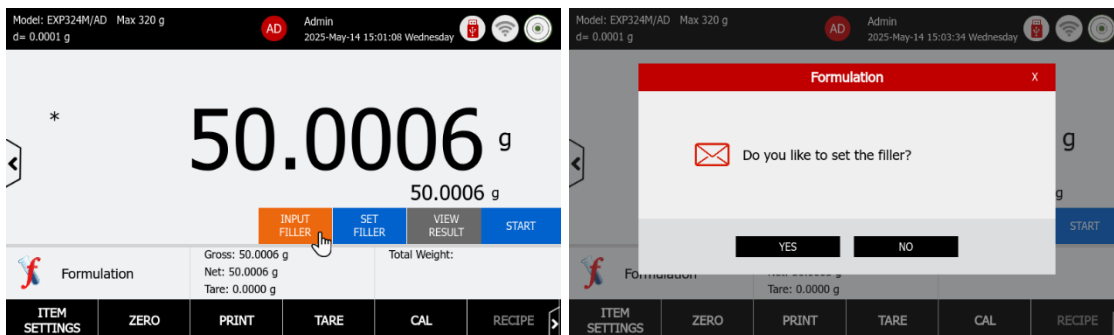 Model: EXP324M/AD Max 320 g
d= 0.0001 g
AD
Admin
2025-May-14 15:01:08 Wednesday
*
50.0006 g
50.0006 g
INPUT
FILLER
SET
FILLER
VIEW
RESULT
START
Formulation
Gross: 50.0006 g
Net: 50.0006 g
Tare: 0.0000 g
Total Weight:
ITEM
SETTINGS
ZERO
PRINT
TARE
CAL
RECIPE
Model: EXP324M/AD Max 320 g
d= 0.0001 g
AD
Admin
2025-May-14 15:03:34 Wednesday
Formulation X
Do you like to set the filler?
YES
NO
g
g
START
Formulation
Tare: 0.0000 g
ITEM
SETTINGS
ZERO
PRINT
TARE
CAL
RECIPE